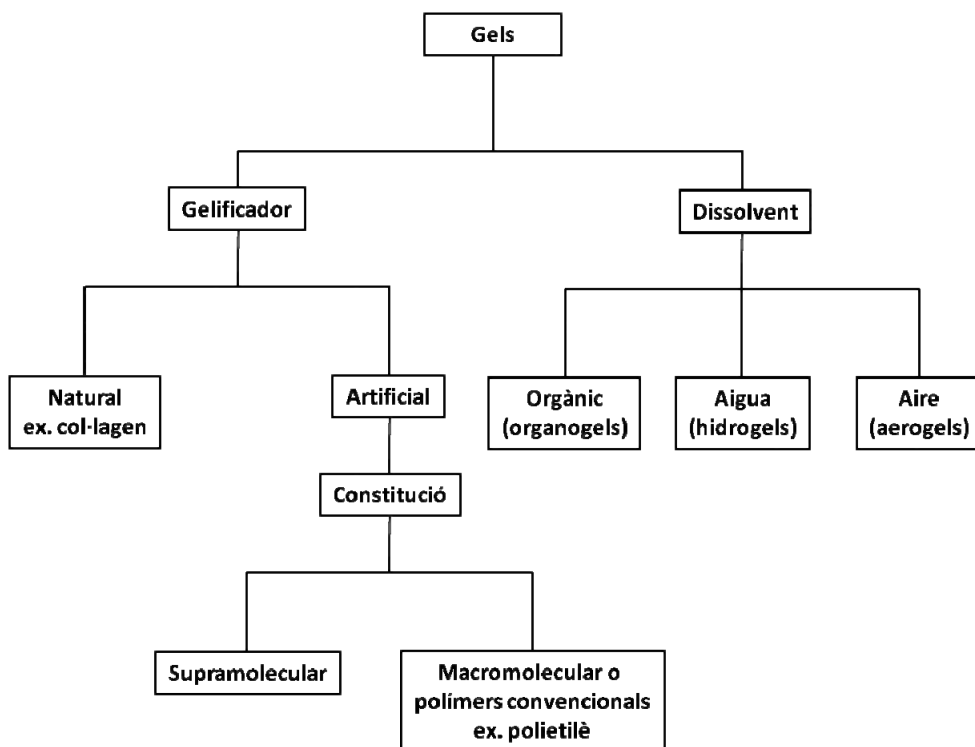 Gels
Gelificador
Dissolvent
Natural
ex. col·lagen
Artificial
Orgànic
(organogels)
Aigua
(hidrogels)
Aire
(aerogels)
Constitució
Supramolecular
Macromolecular o
polímers convencionals
ex. polietilè